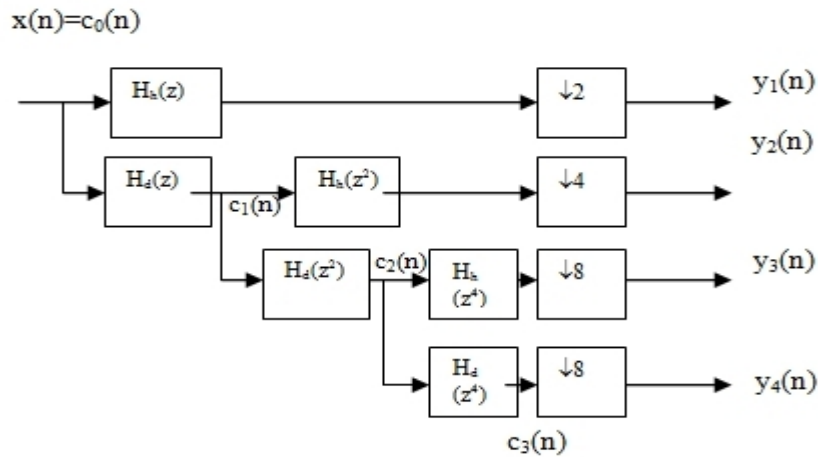 x(n)=c₀(n)
Hₕ(z)
↓2
y₁(n)
y₂(n)
H_d(z)
Hₕ(z²)
↓4
c₁(n)
H_d(z²)
c₂(n)
Hₕ
(z⁴)
↓8
y₃(n)
H_d
(z⁴)
↓8
y₄(n)
c₃(n)